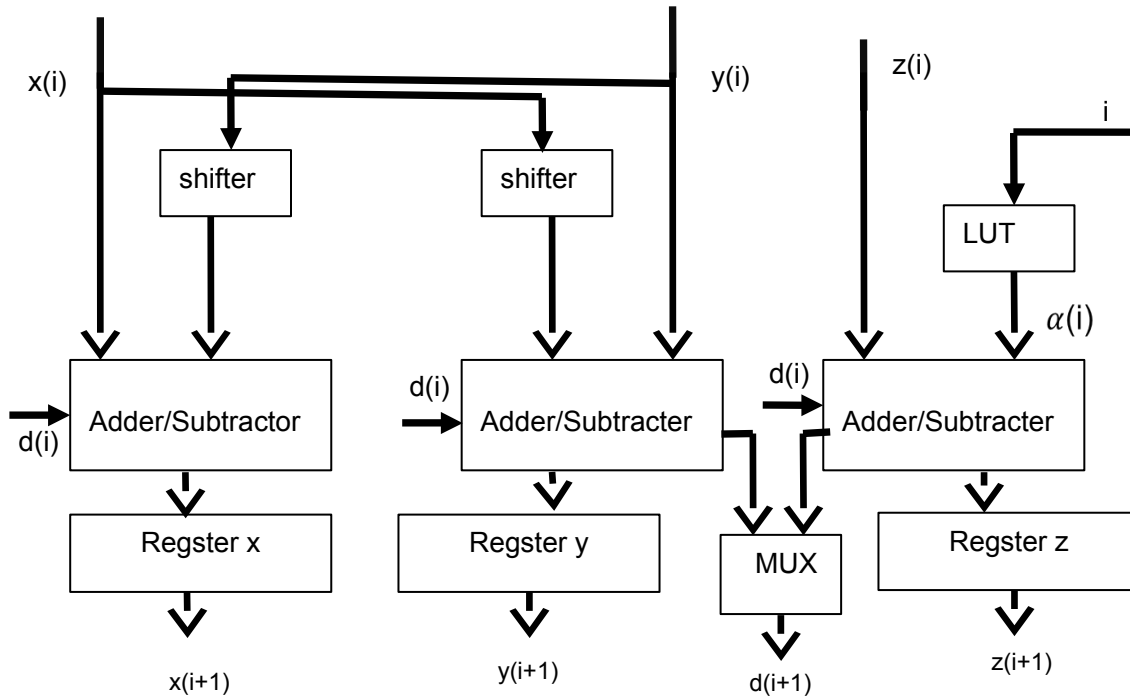 x(i)
y(i)
z(i)
i
shifter
shifter
LUT
α(i)
d(i)
d(i)
d(i)
Adder/Subtractor
Adder/Subtracter
Adder/Subtracter
Regster x
Regster y
MUX
Regster z
x(i+1)
y(i+1)
d(i+1)
z(i+1)